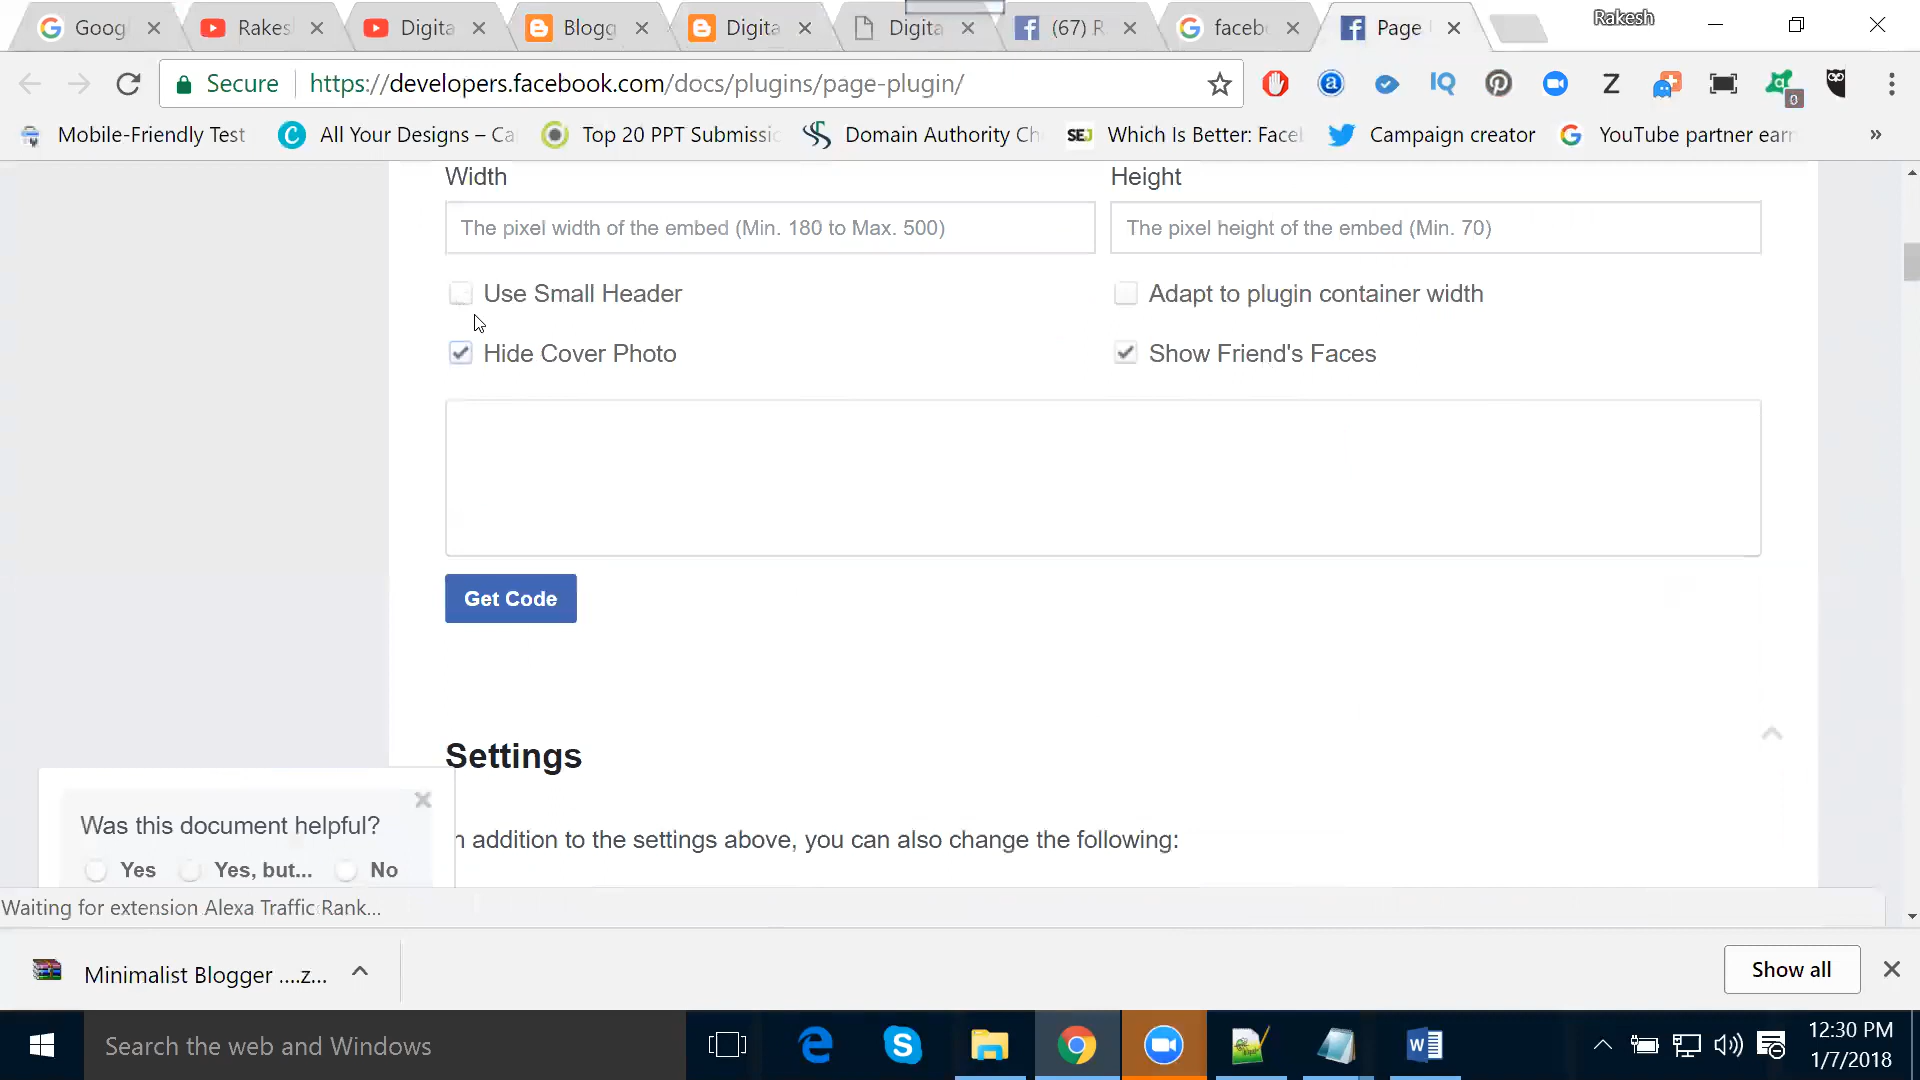 Goog
Rakes
Digita
Blogg
Digita
Digita
(67) R
faceb
Page
Rakesh
Secure
https://developers.facebook.com/docs/plugins/page-plugin/
Mobile-Friendly Test
All Your Designs – Ca
Top 20 PPT Submissi
Domain Authority Ch
SEJ
Which Is Better: Facel
Campaign creator
YouTube partner earn
»
Width
Height
The pixel width of the embed (Min. 180 to Max. 500)
The pixel height of the embed (Min. 70)
Use Small Header
Adapt to plugin container width
Hide Cover Photo
Show Friend's Faces
Get Code
Settings
n addition to the settings above, you can also change the following:
Was this document helpful?
Yes
Yes, but...
No
Waiting for extension Alexa Traffic Rank...
Minimalist Blogger ....z...
Show all
Search the web and Windows
12:30 PM
1/7/2018